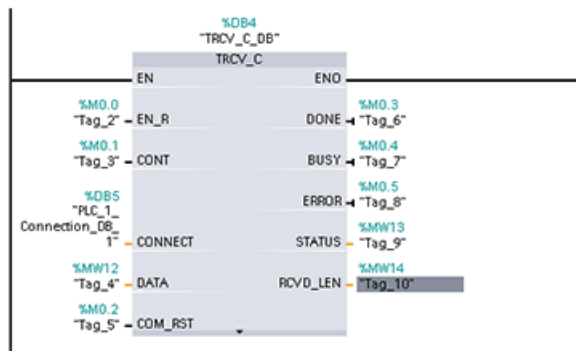 %DB4
"TRCV_C_DB"
TRCV_C
EN ENO
%M0.0 %M0.3
"Tag_2" EN_R DONE "Tag_6"
%M0.1 %M0.4
"Tag_3" CONT BUSY "Tag_7"
%DB5 %M0.5
"PLC_1_ ERROR "Tag_8"
Connection_DB_ %MW13
1" CONNECT STATUS "Tag_9"
%MW12 %MW14
"Tag_4" DATA RCVD_LEN "Tag_10"
%M0.2
"Tag_5" COM_RST